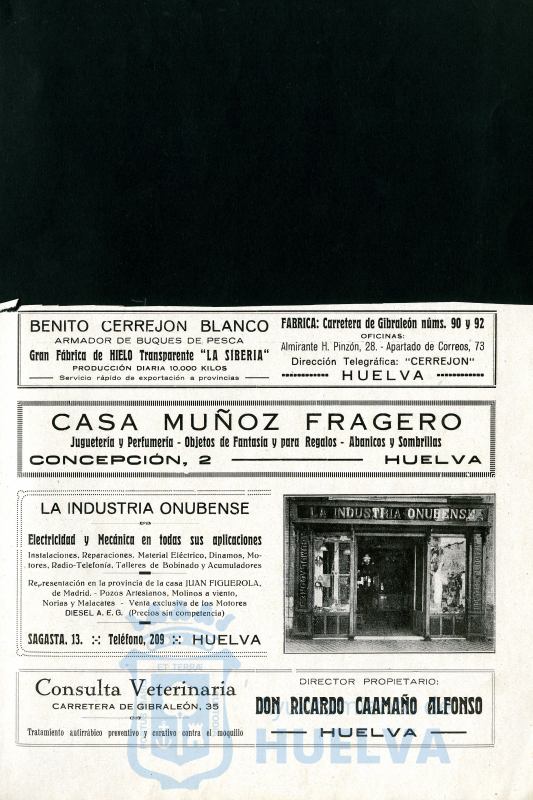 BENITO CERREJON BLANCO
ARMADOR DE BUQUES DE PESCA
Gran Fábrica de HIELO Transparente "LA SIBERIA"
PRODUCCIÓN DIARIA 10.000 KILOS
Servicio rápido de exportación a provincias
FABRICA: Carretera de Gibraleón núms. 90 y 92
OFICINAS:
Almirante H. Pinzón, 28. - Apartado de Correos, 73
Dirección Telegráfica: "CERREJON"
HUELVA
CASA MUÑOZ FRAGERO
Juguetería y Perfumería - Objetos de Fantasía y para Regalos - Abanicos y Sombrillas
CONCEPCIÓN, 2 HUELVA
LA INDUSTRIA ONUBENSE
Electricidad y Mecánica en todas sus aplicaciones
Instalaciones, Reparaciones, Material Eléctrico, Dinamos, Mo-
tores, Radio-Telefonía, Talleres de Bobinado y Acumuladores
Representación en la provincia de la casa JUAN FIGUEROLA,
de Madrid. - Pozos Artesianos, Molinos a viento,
Norias y Malacates - Venta exclusiva de los Motores
DIESEL A. E. G. (Precios sin competencia)
SAGASTA, 13. :-: Teléfono, 209 :-: HUELVA
LA INDUSTRIA ONUBENSE
Consulta Veterinaria
CARRETERA DE GIBRALEÓN, 35
Tratamiento antirrábico preventivo y curativo contra el moquillo
DIRECTOR PROPIETARIO:
DON RICARDO CAAMAÑO ALFONSO
HUELVA
ET TERRAE
HUELVA